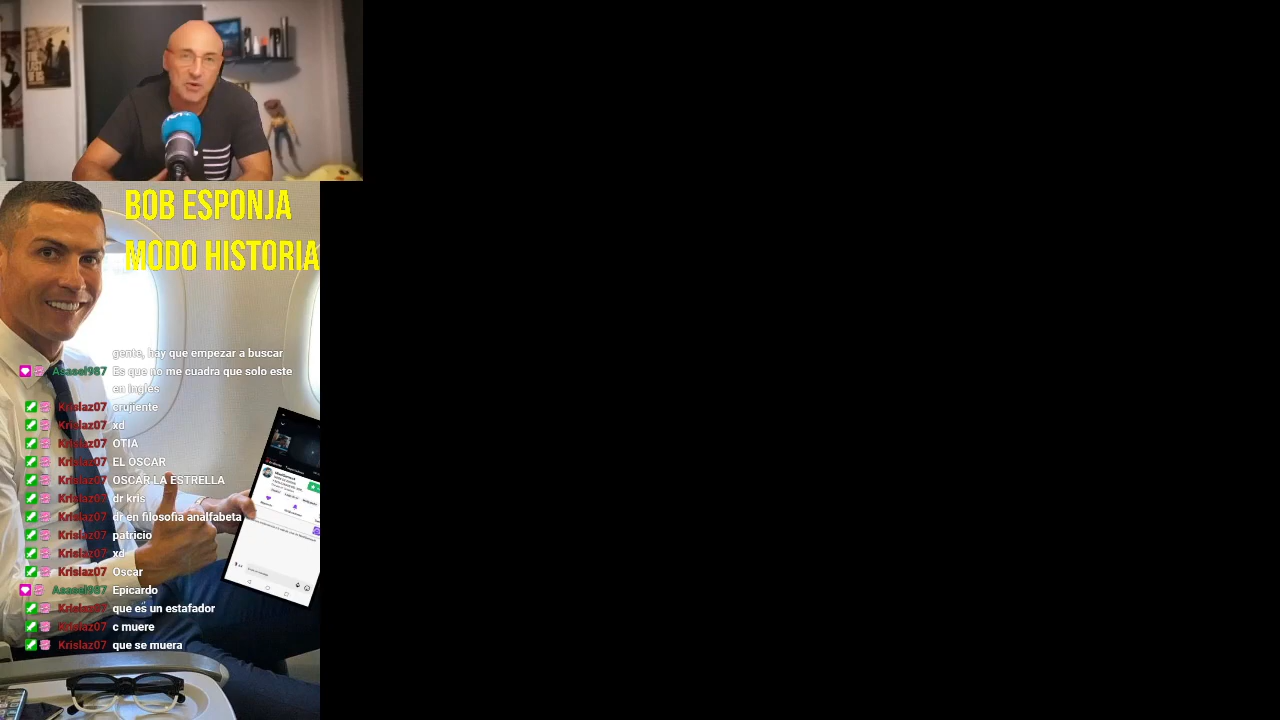 BOB ESPONJA
MODO HISTORIA
gente, hay que empezar a buscar
Asasel987 Es que no me cuadra que solo este
en ingles
Krislaz07 crujiente
Krislaz07 xd
Krislaz07 OTIA
Krislaz07 EL OSCAR
Krislaz07 OSCAR LA ESTRELLA
Krislaz07 dr kris
Krislaz07 dr en filosofia analfabeta
Krislaz07 patricio
Krislaz07 xd
Krislaz07 Oscar
Asasel987 Epicardo
Krislaz07 que es un estafador
Krislaz07 c muere
Krislaz07 que se muera